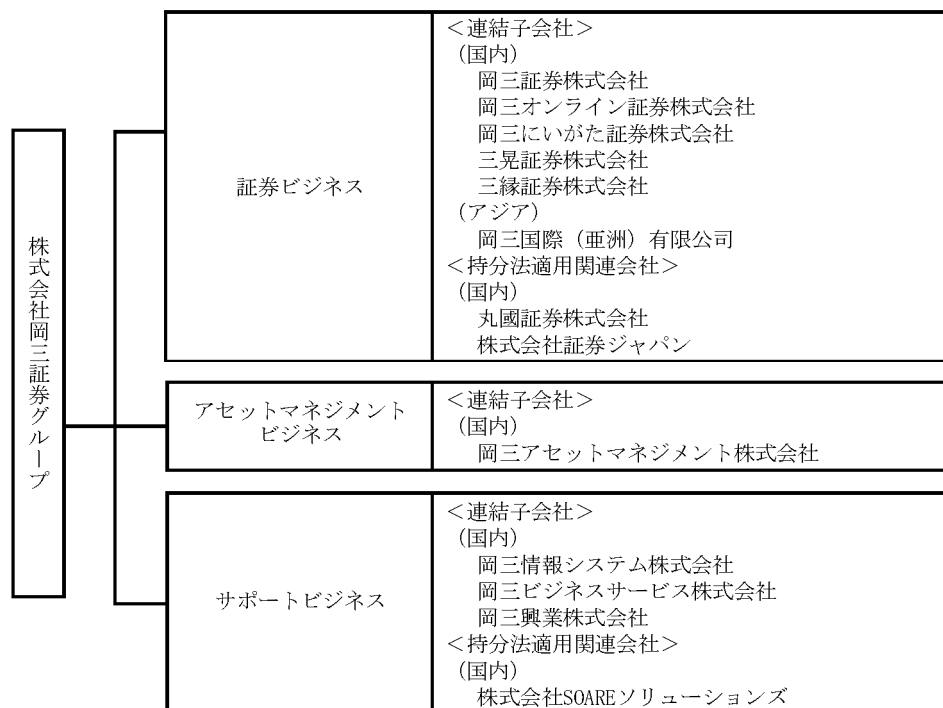 株式会社岡三証券グループ
証券ビジネス
＜連結子会社＞
（国内）
岡三証券株式会社
岡三オンライン証券株式会社
岡三にいがた証券株式会社
三晃証券株式会社
三縁証券株式会社
（アジア）
岡三国際（亜洲）有限公司
＜持分法適用関連会社＞
（国内）
丸國証券株式会社
株式会社証券ジャパン
アセットマネジメント
ビジネス
＜連結子会社＞
（国内）
岡三アセットマネジメント株式会社
サポートビジネス
＜連結子会社＞
（国内）
岡三情報システム株式会社
岡三ビジネスサービス株式会社
岡三興業株式会社
＜持分法適用関連会社＞
（国内）
株式会社SOAREソリューションズ